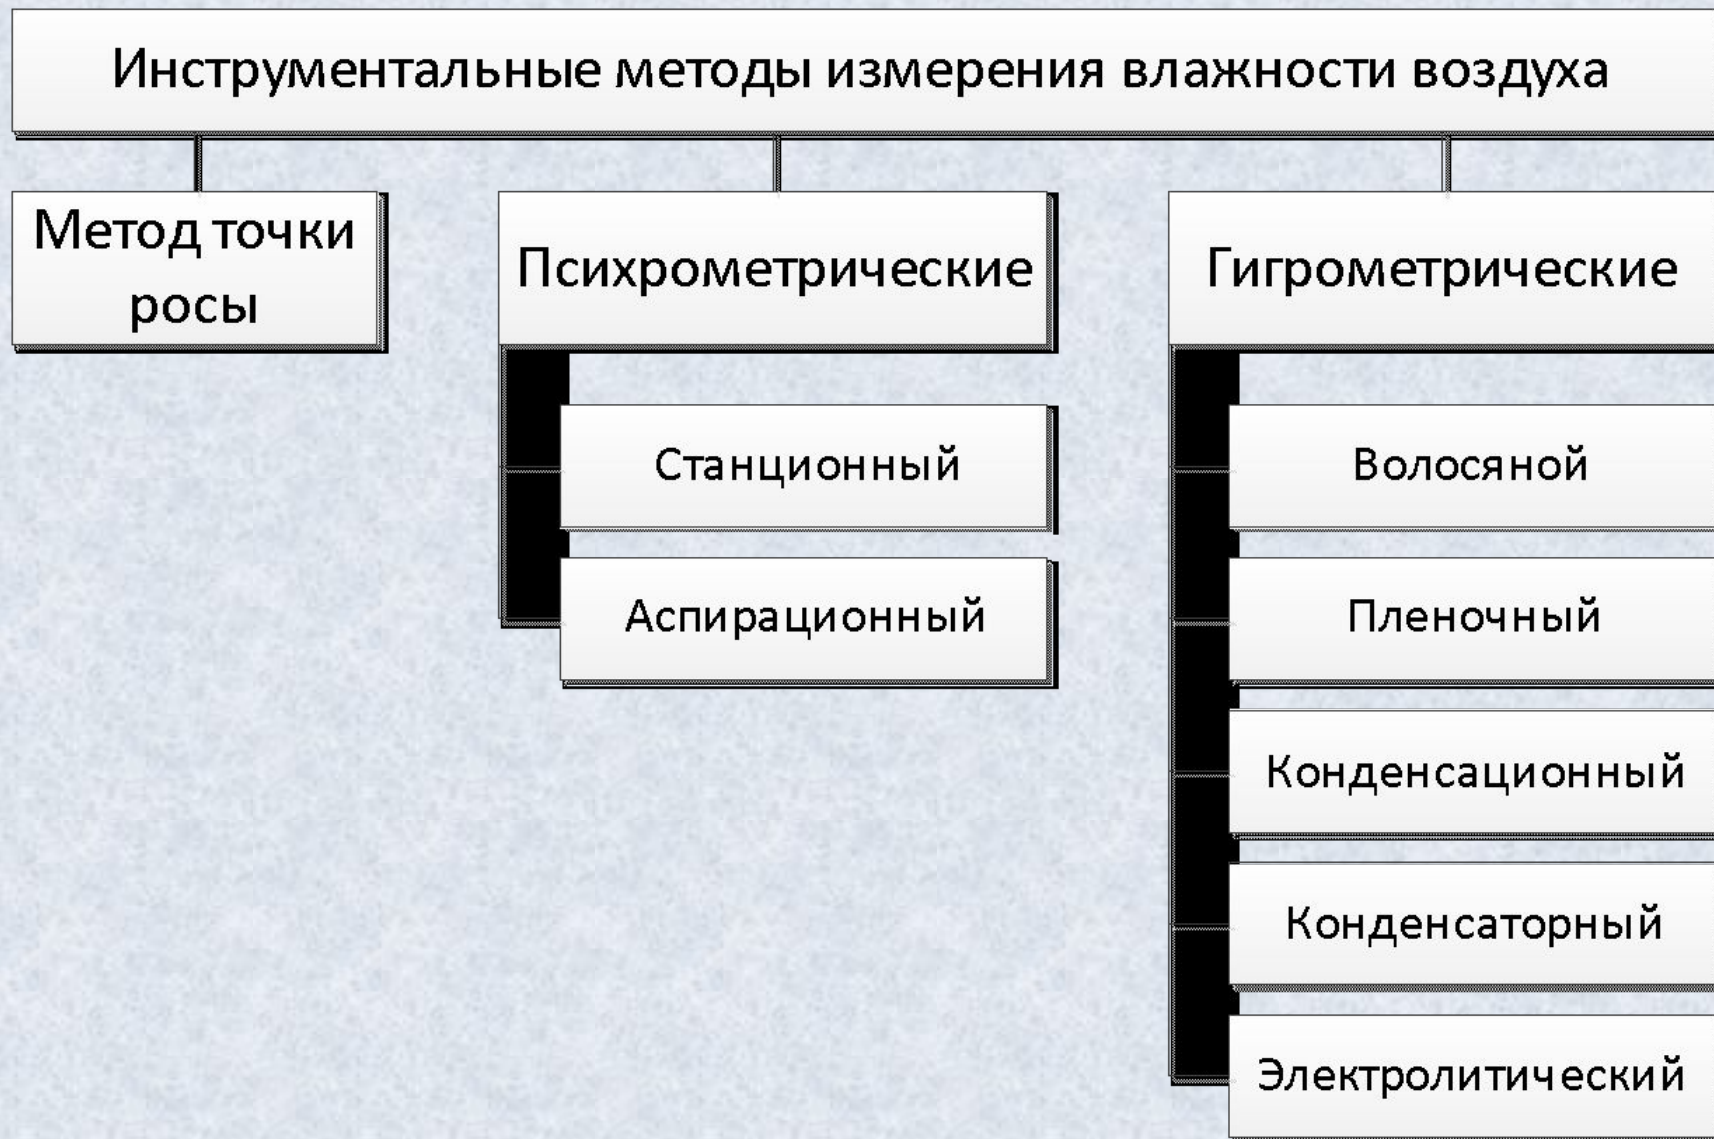 Инструментальные методы измерения влажности воздуха
Метод точки
росы
Психрометрические
Станционный
Аспирационный
Гигрометрические
Волосяной
Пленочный
Конденсационный
Конденсаторный
Электролитический